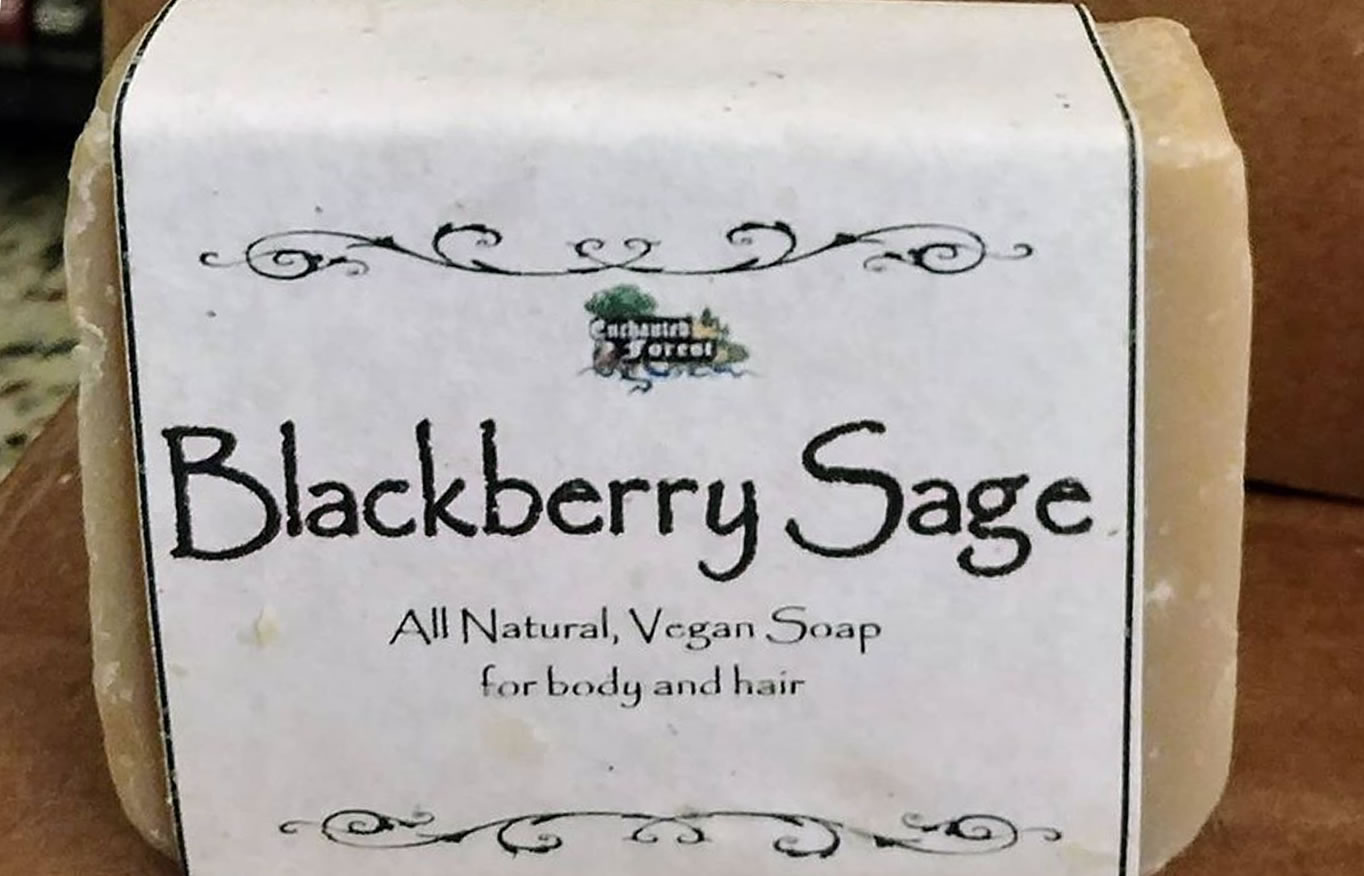 Enchanted
Forest
Blackberry Sage
All Natural, Vegan Soap
for body and hair